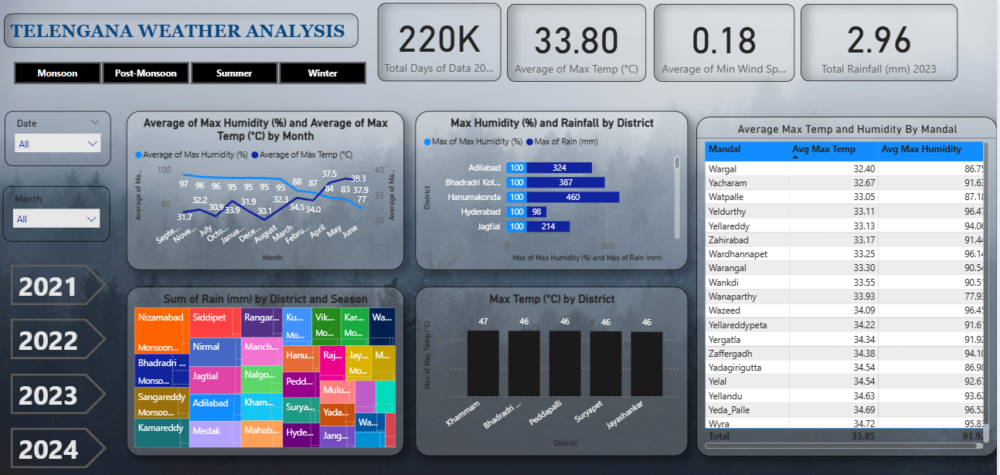 TELENGANA WEATHER ANALYSIS
Monsoon
Post-Monsoon
Summer
Winter
220K
Total Days of Data 20...
33.80
Average of Max Temp (°C)
0.18
Average of Min Wind Sp...
2.96
Total Rainfall (mm) 2023
Date
All
Month
All
2021
2022
2023
2024
Average of Max Humidity (%) and Average of Max
Temp (°C) by Month
Average of Max Humidity (%) Average of Max Temp (°C)
Average of Ma...
100
80
97 96 96 95 95 95 95 88 87 84 83 77
31.7 32.2 30.9 33.9 31.9 30.1 32.3 34.5 34.0 37.5 38.3 37.9
40
35
30
Average of Ma...
Septe... Nove... July Octo... Janua... Dece... August March Febru... April May June
Month
Max Humidity (%) and Rainfall by District
Max of Max Humidity (%) Max of Rain (mm)
District
Adilabad 100 324
Bhadradri Kot... 100 387
Hanumakonda 100 460
Hyderabad 100 98
Jagtial 100 214
0 500
Max of Max Humidity (%) and Max of Rain (mm)
Average Max Temp and Humidity By Mandal
Mandal Avg Max Temp Avg Max Humidity
Wargal 32.40 86.75
Yacharam 32.67 91.63
Watpalle 33.05 87.18
Yeldurthy 33.11 96.47
Yellareddy 33.13 94.06
Zahirabad 33.17 91.44
Wardhannapet 33.25 96.14
Warangal 33.30 90.54
Wankdi 33.55 90.51
Wanaparthy 33.93 77.93
Wazeed 34.09 96.45
Yellareddypeta 34.22 91.61
Yergatla 34.34 91.92
Zaffergadh 34.38 94.10
Yadagirigutta 34.54 86.98
Yelal 34.54 92.67
Yellandu 34.63 93.62
Yeda_Palle 34.69 96.52
Wyra 34.72 95.83
Total 33.85 91.92
Sum of Rain (mm) by District and Season
Nizamabad
Monsoon...
Bhadradri ...
Monso...
Sangareddy
Monsoo...
Kamareddy
Siddipet
Nirmal
Jagtial
Adilabad
Medak
Rangar...
Manch...
Nalgo...
Kham...
Mahab...
Ku...
Mo...
Hanu...
Pedd...
Surya...
Hyde...
Vik...
Mo...
Raj...
Mulu...
Yada...
Jang...
Kar...
Mo...
Jay...
Mo...
Wa...
M...
Wa...
Max Temp (°C) by District
Max of Max Temp (°C)
47 46 46 46 46
Khammam Bhadradri ... Peddapalli Suryapet Jayashankar
District